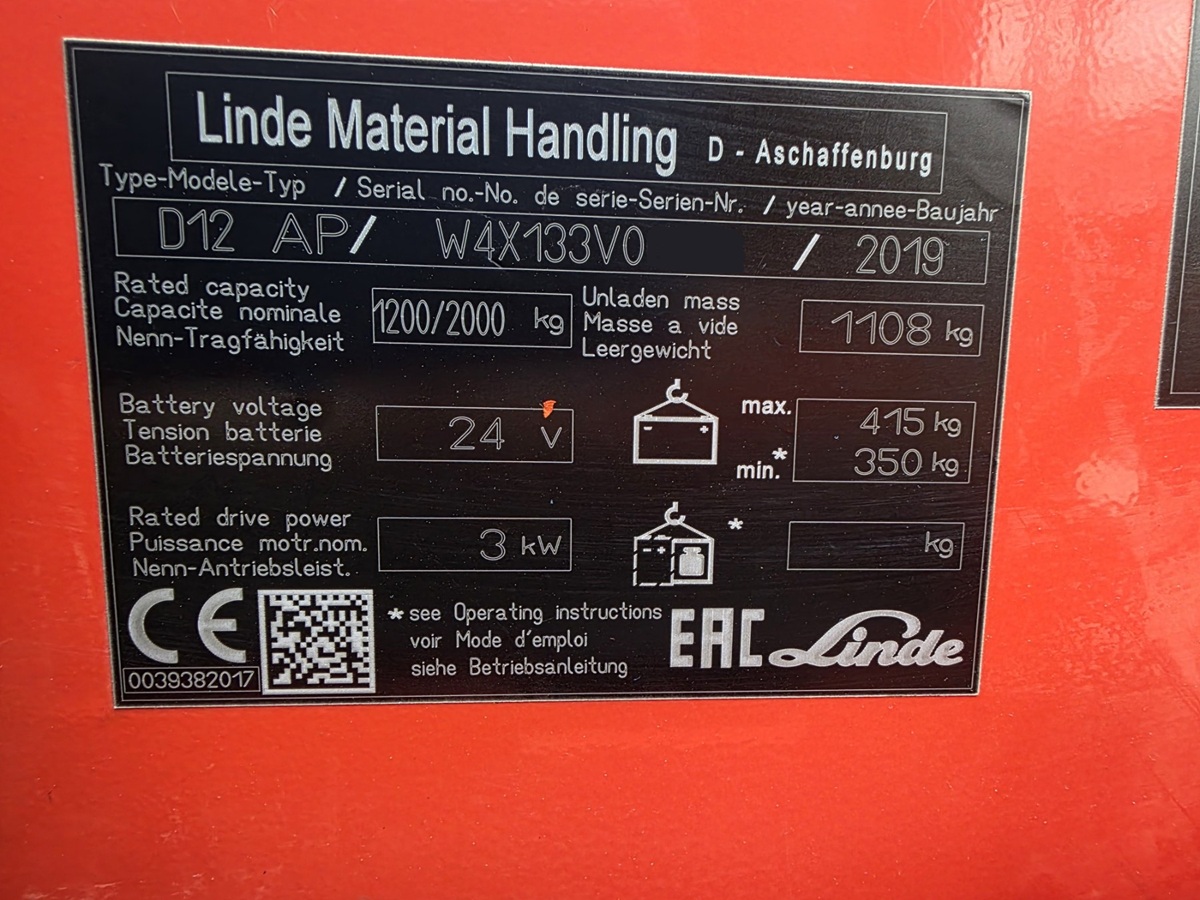 Linde Material Handling D - Aschaffenburg
Type-Modele-Typ / Serial no.-No. de serie-Serien-Nr. / year-annee-Baujahr
D12 AP / W4X133V0 / 2019
Rated capacity
Capacite nominale
Nenn-Tragfähigkeit
1200/2000 kg
Unladen mass
Masse a vide
Leergewicht
1108 kg
Battery voltage
Tension batterie
Batteriespannung
24 V
- +
max. 415 kg
min.* 350 kg
Rated drive power
Puissance motr.nom.
Nenn-Antriebsleist.
3 kW
- +
* kg
CE
0039382017
* see Operating instructions
voir Mode d'emploi
siehe Betriebsanleitung
EAC Linde